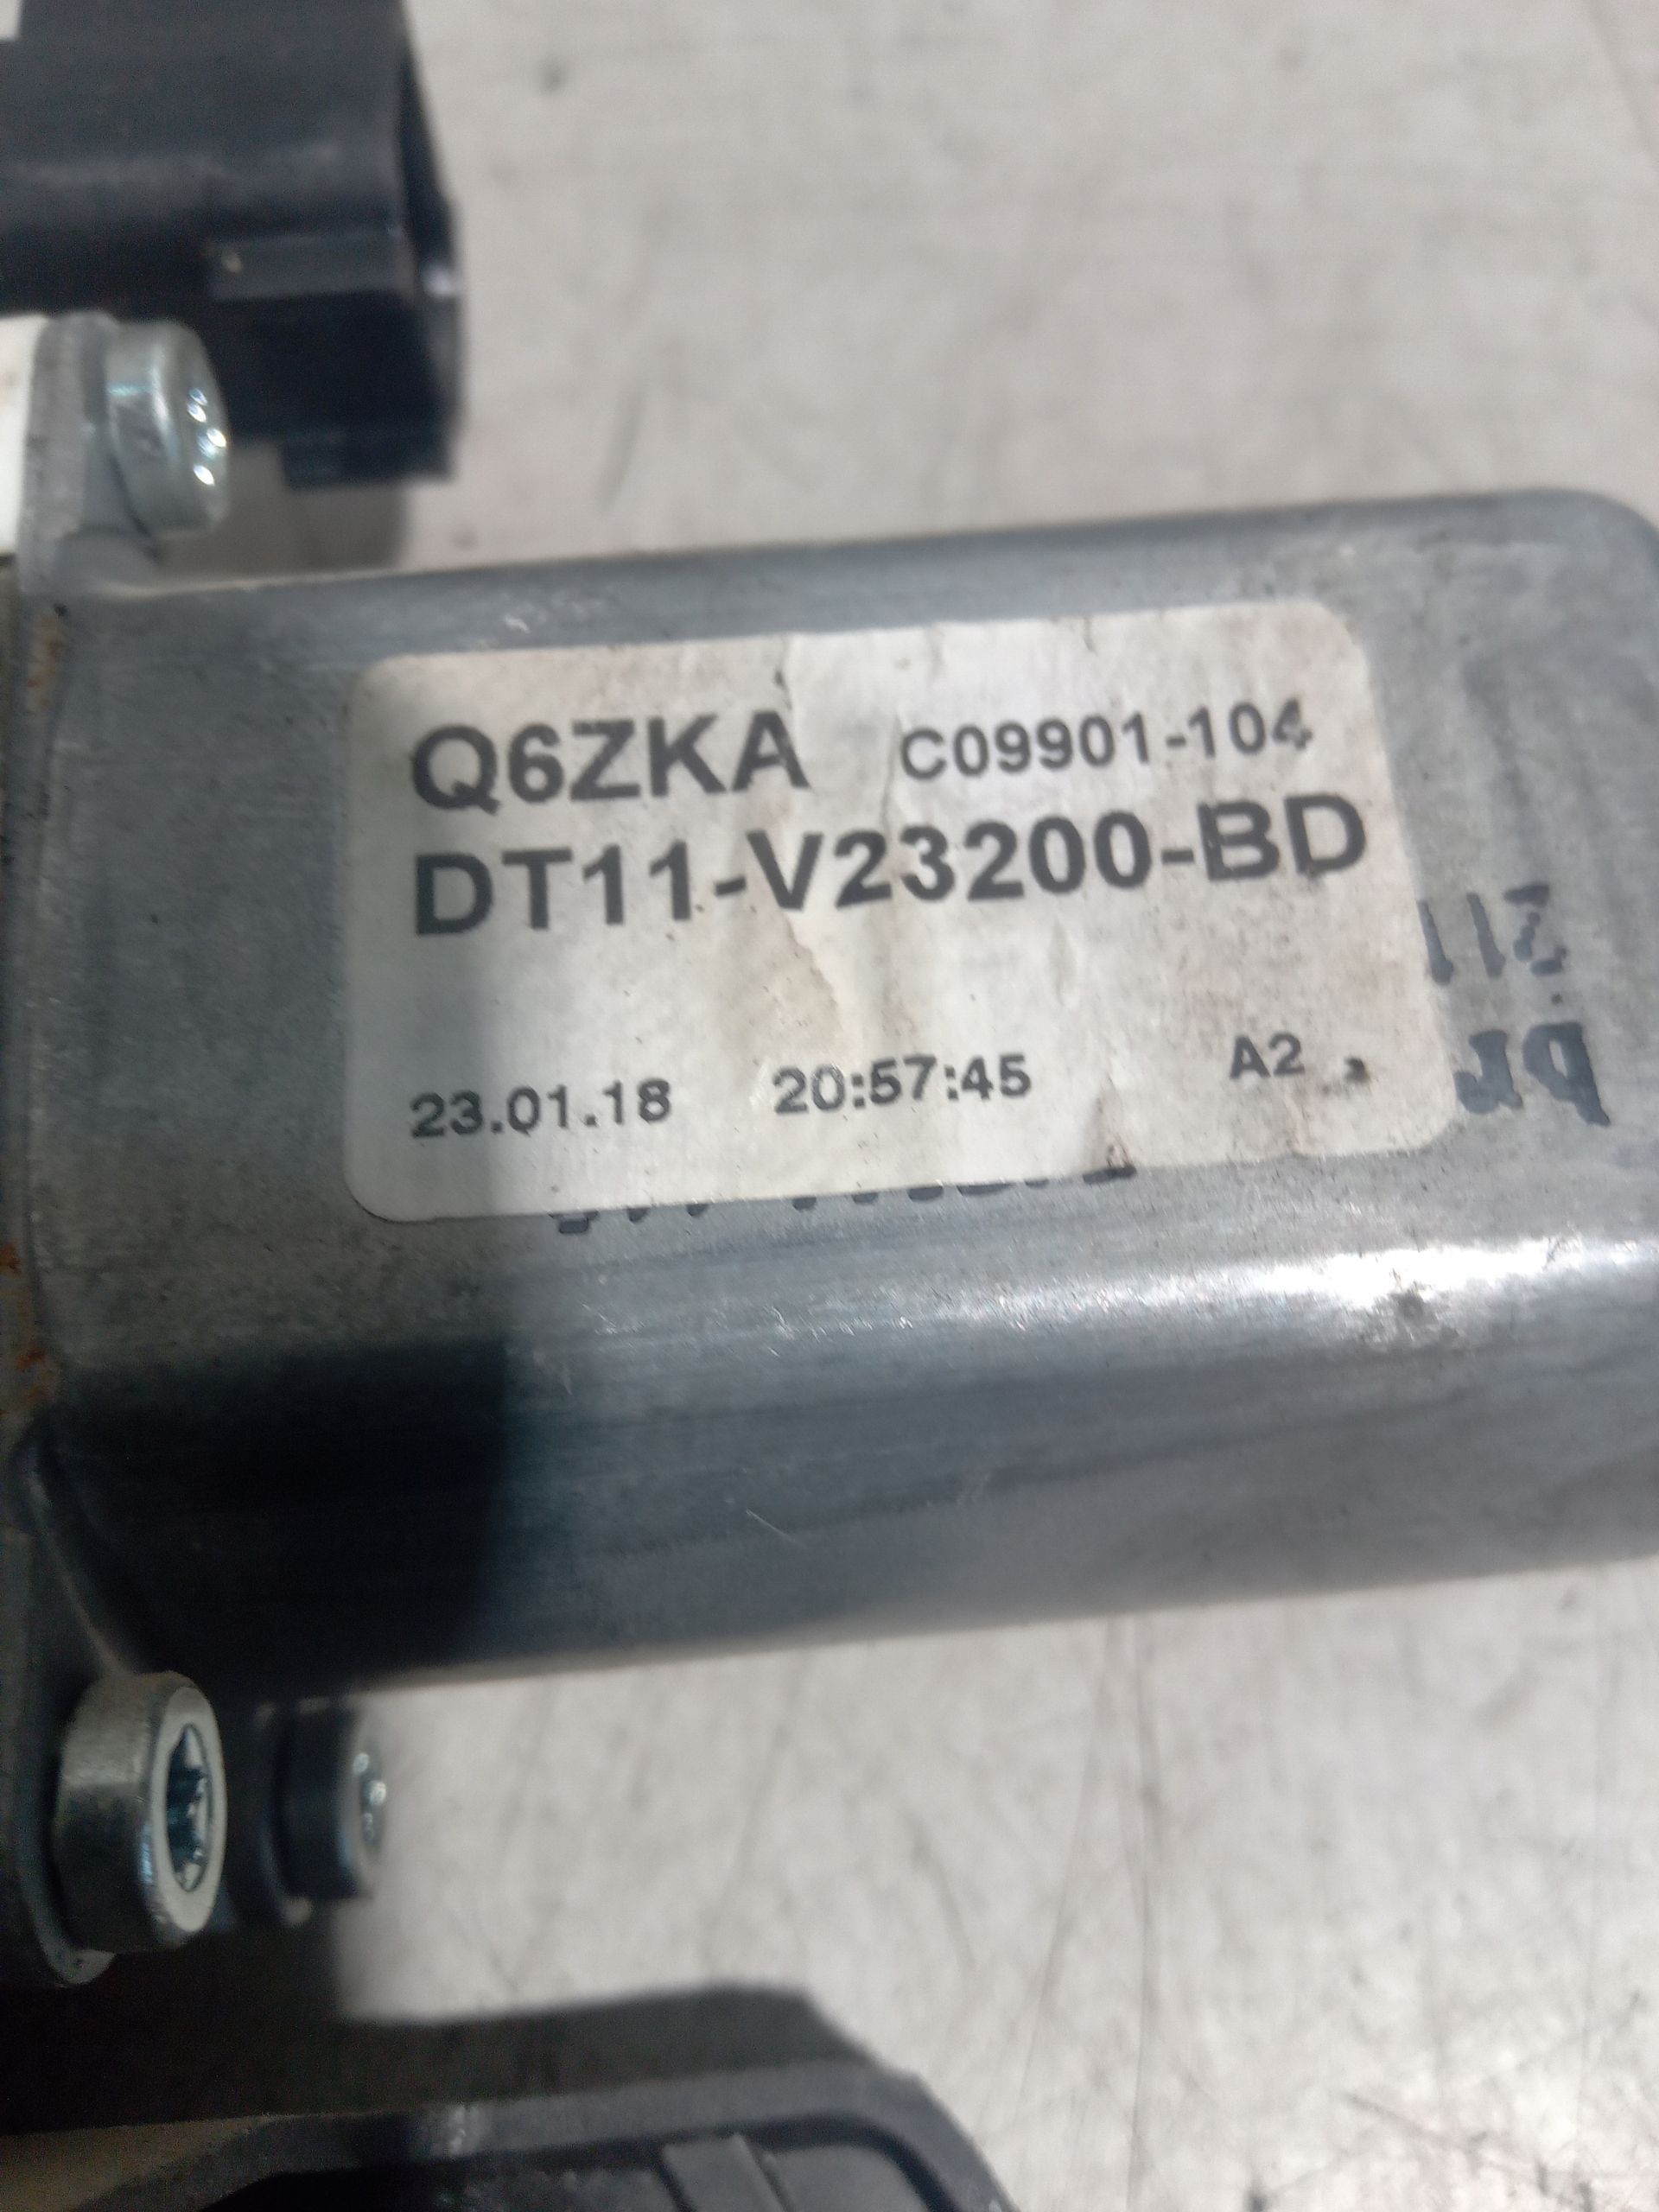 Q6ZKA C09901-104
DT11-V23200-BD
23.01.18 20:57:45 A2